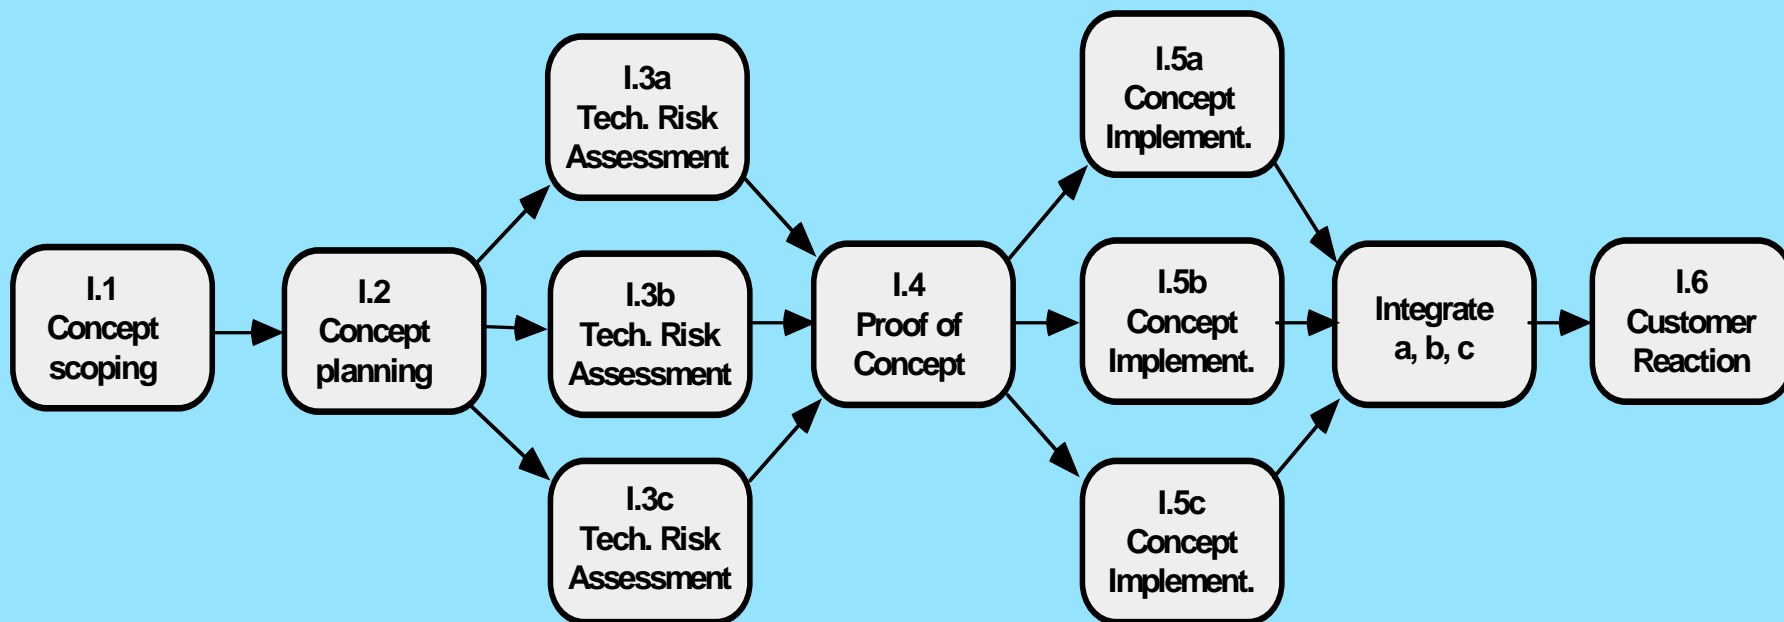 I.1
Concept
scoping
I.2
Concept
planning
I.3a
Tech. Risk
Assessment
I.3b
Tech. Risk
Assessment
I.3c
Tech. Risk
Assessment
I.4
Proof of
Concept
I.5a
Concept
Implement.
I.5b
Concept
Implement.
I.5c
Concept
Implement.
Integrate
a, b, c
I.6
Customer
Reaction